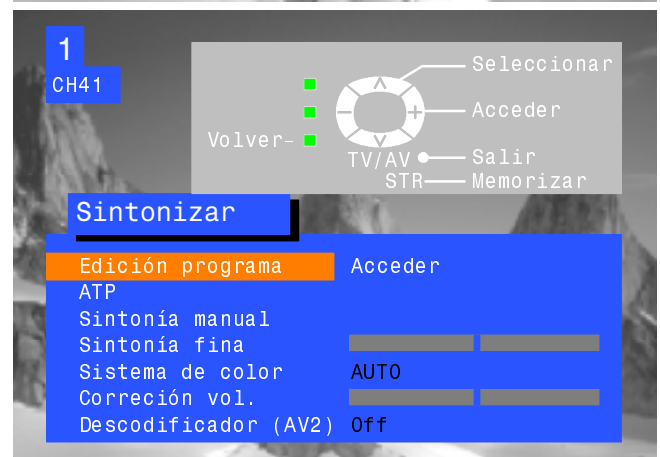 1
CH41
Seleccionar
Acceder
Volver
TV/AV Salir
STR Memorizar
Sintonizar
Edición programa Acceder
ATP
Sintonía manual
Sintonía fina
Sistema de color AUTO
Correción vol.
Descodificador (AV2) Off